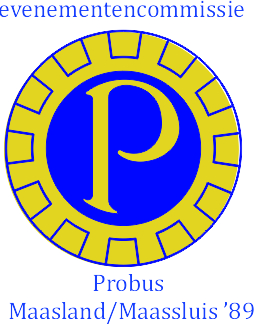 evenementencommissie
P
Probus
Maasland/Maassluis ’89